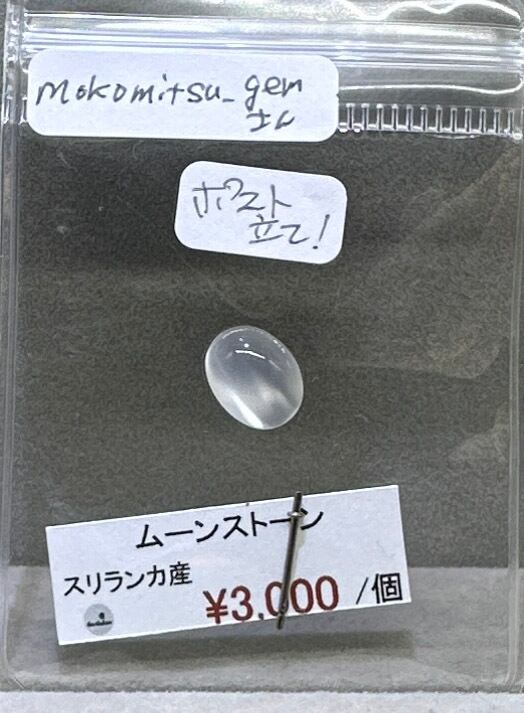 mokomitsu_gem
さん
ポスト
立て!
ムーンストーン
スリランカ産
¥3,000 /個